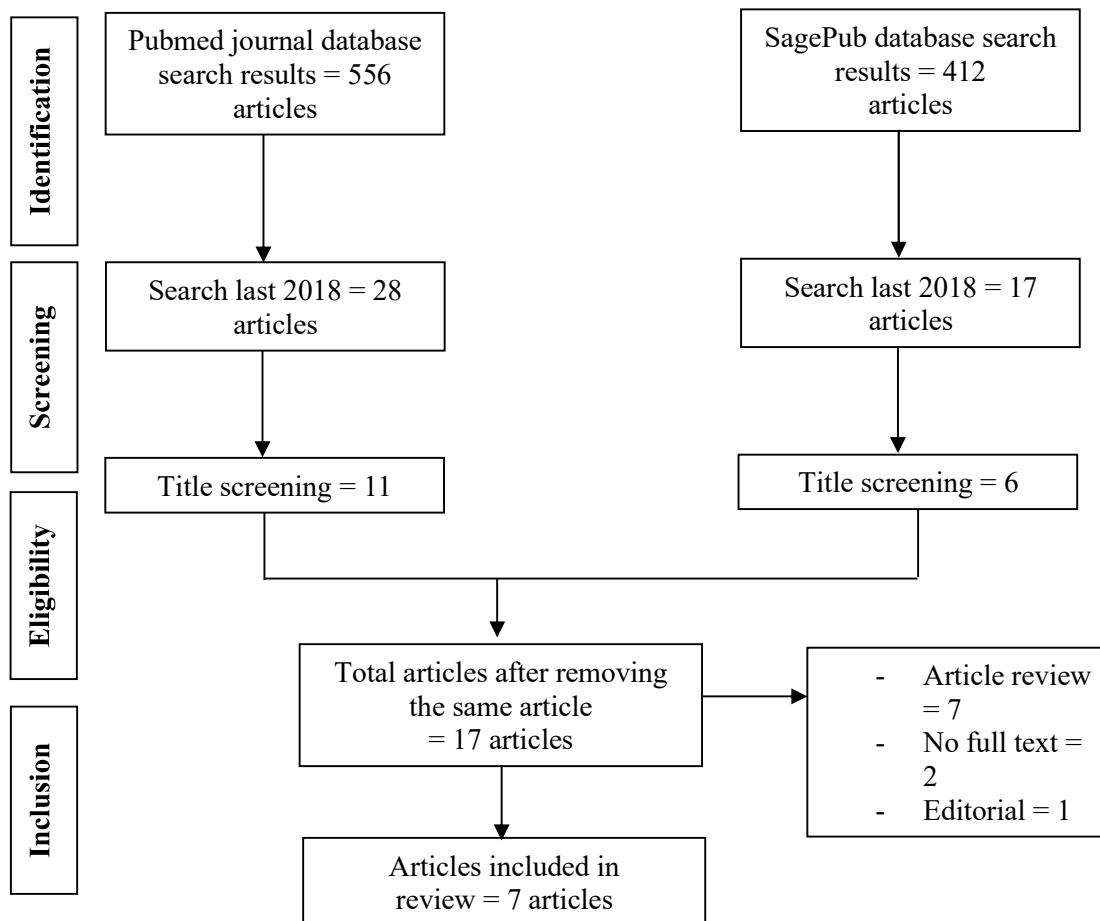 Identification
Pubmed journal database
search results = 556
articles
SagePub database search
results = 412
articles
Screening
Search last 2018 = 28
articles
Search last 2018 = 17
articles
Title screening = 11
Title screening = 6
Eligibility
Total articles after removing
the same article
= 17 articles
- Article review
= 7
- No full text =
2
- Editorial = 1
Inclusion
Articles included in
review = 7 articles